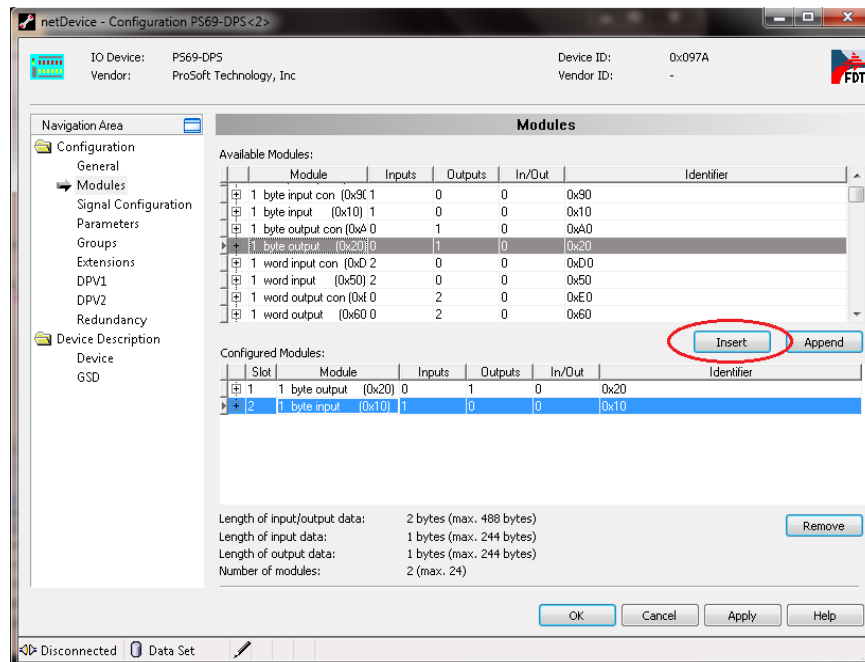 netDevice - Configuration PS69-DPS<2>
IO Device: PS69-DPS Device ID: 0x097A
Vendor: ProSoft Technology, Inc Vendor ID: -
FDT
Navigation Area
Configuration
General
Modules
Signal Configuration
Parameters
Groups
Extensions
DPV1
DPV2
Redundancy
Device Description
Device
GSD
Modules
Available Modules:
Module Inputs Outputs In/Out Identifier
1 byte input con (0x9( 1 0 0 0x90
1 byte input (0x10) 1 0 0 0x10
1 byte output con (0xA 0 1 0 0xA0
1 byte output (0x20) 0 1 0 0x20
1 word input con (0xD 2 0 0 0xD0
1 word input (0x50) 2 0 0 0x50
1 word output con (0xE 0 2 0 0xE0
1 word output (0x60 0 2 0 0x60
Insert Append
Configured Modules:
Slot Module Inputs Outputs In/Out Identifier
1 1 byte output (0x20) 0 1 0 0x20
2 1 byte input (0x10) 1 0 0 0x10
Length of input/output data: 2 bytes (max. 488 bytes)
Length of input data: 1 bytes (max. 244 bytes)
Length of output data: 1 bytes (max. 244 bytes)
Number of modules: 2 (max. 24)
Remove
OK Cancel Apply Help
Disconnected Data Set